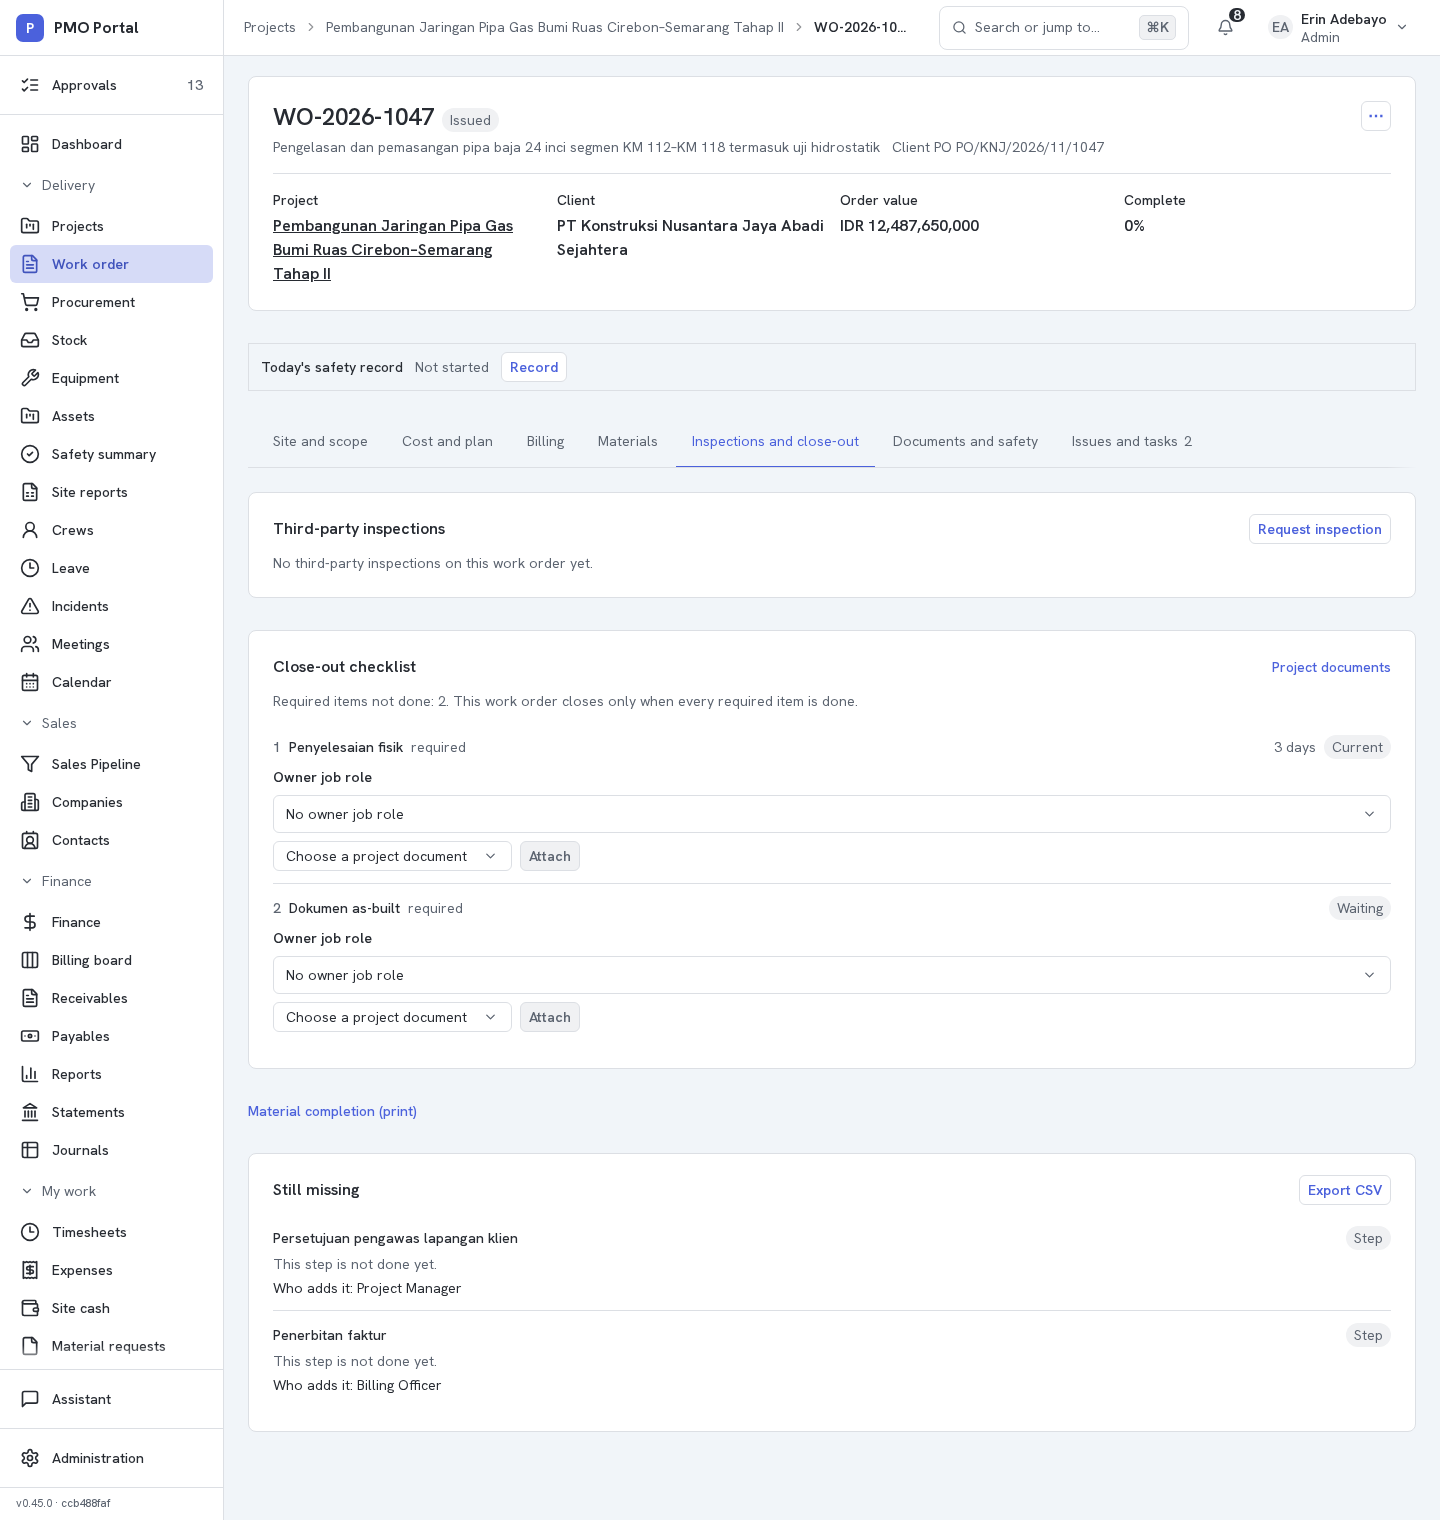 P PMO Portal
Projects
Pembangunan Jaringan Pipa Gas Bumi Ruas Cirebon–Semarang Tahap II
WO-2026-10...
Search or jump to...
⌘K
8
EA
Erin Adebayo
Admin
Approvals 13
Dashboard
Delivery
Projects
Work order
Procurement
Stock
Equipment
Assets
Safety summary
Site reports
Crews
Leave
Incidents
Meetings
Calendar
Sales
Sales Pipeline
Companies
Contacts
Finance
Finance
Billing board
Receivables
Payables
Reports
Statements
Journals
My work
Timesheets
Expenses
Site cash
Material requests
Assistant
Administration
v0.45.0 · ccb488faf
WO-2026-1047 Issued
Pengelasan dan pemasangan pipa baja 24 inci segmen KM 112–KM 118 termasuk uji hidrostatik Client PO PO/KNJ/2026/11/1047
Project
Pembangunan Jaringan Pipa Gas
Bumi Ruas Cirebon–Semarang
Tahap II
Client
PT Konstruksi Nusantara Jaya Abadi
Sejahtera
Order value
IDR 12,487,650,000
Complete
0%
Today's safety record Not started Record
Site and scope
Cost and plan
Billing
Materials
Inspections and close-out
Documents and safety
Issues and tasks 2
Third-party inspections
Request inspection
No third-party inspections on this work order yet.
Close-out checklist
Project documents
Required items not done: 2. This work order closes only when every required item is done.
1 Penyelesaian fisik required
3 days Current
Owner job role
No owner job role
Choose a project document Attach
2 Dokumen as-built required
Waiting
Owner job role
No owner job role
Choose a project document Attach
Material completion (print)
Still missing
Export CSV
Persetujuan pengawas lapangan klien
Step
This step is not done yet.
Who adds it: Project Manager
Penerbitan faktur
Step
This step is not done yet.
Who adds it: Billing Officer